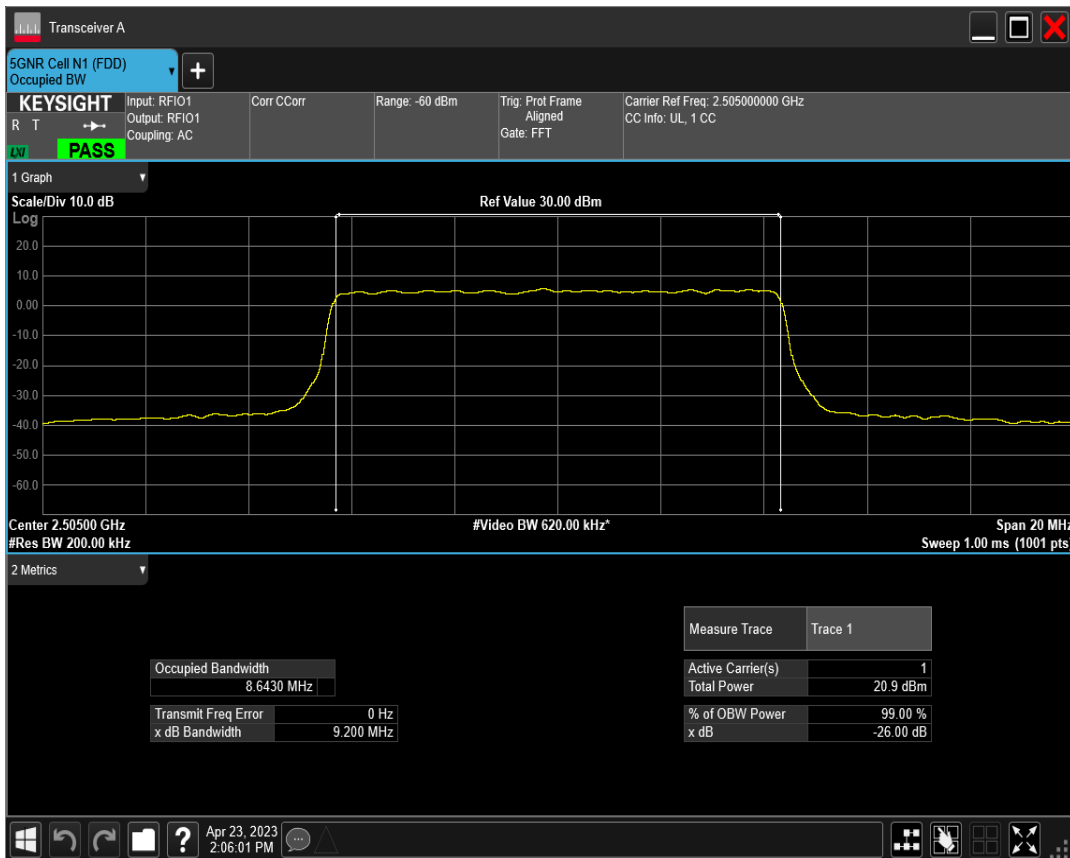 Transceiver A
5GNR Cell N1 (FDD)
Occupied BW
+
KEYSIGHT
R T
LXI
PASS
Input: RFIO1
Output: RFIO1
Coupling: AC
Corr CCorr
Range: -60 dBm
Trig: Prot Frame
Aligned
Gate: FFT
Carrier Ref Freq: 2.505000000 GHz
CC Info: UL, 1 CC
1 Graph
Scale/Div 10.0 dB
Ref Value 30.00 dBm
Log
20.0
10.0
0.00
-10.0
-20.0
-30.0
-40.0
-50.0
-60.0
Center 2.50500 GHz
#Video BW 620.00 kHz*
Span 20 MHz
#Res BW 200.00 kHz
Sweep 1.00 ms (1001 pts)
2 Metrics
Measure Trace Trace 1
Occupied Bandwidth
8.6430 MHz
Active Carrier(s) 1
Total Power 20.9 dBm
Transmit Freq Error 0 Hz
x dB Bandwidth 9.200 MHz
% of OBW Power 99.00 %
x dB -26.00 dB
?
Apr 23, 2023
2:06:01 PM